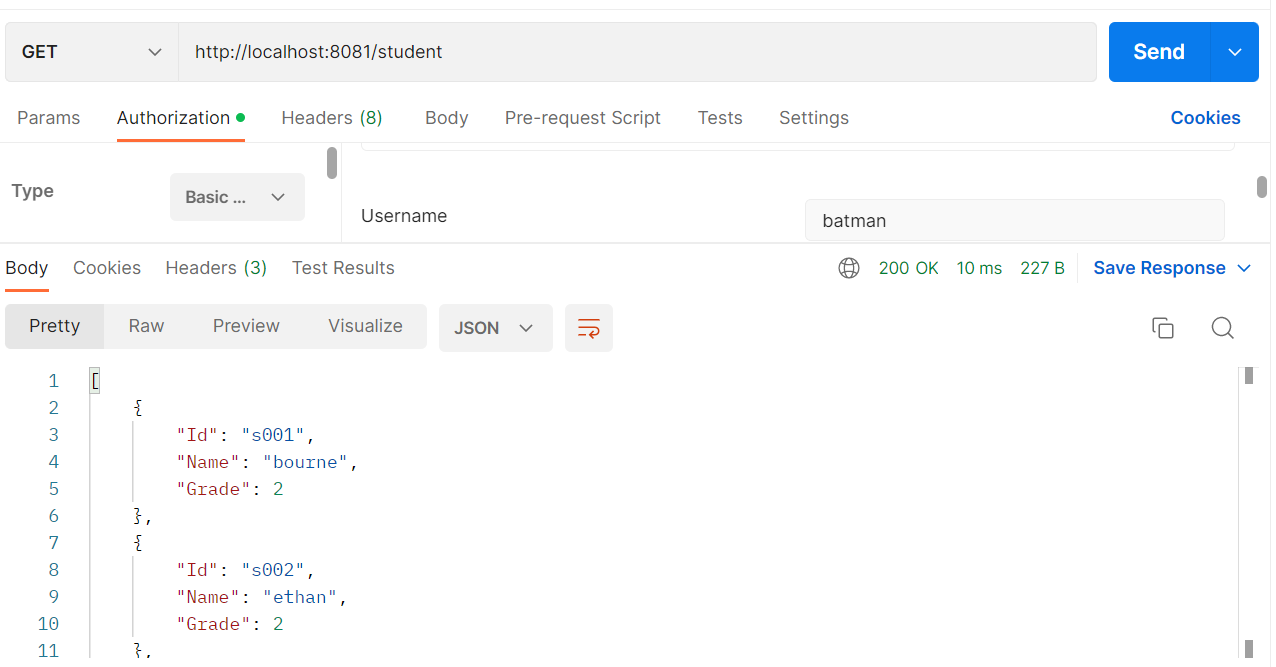 GET http://localhost:8081/student Send
Params Authorization Headers (8) Body Pre-request Script Tests Settings Cookies
Type Basic ...
Username batman
Body Cookies Headers (3) Test Results 200 OK 10 ms 227 B Save Response
Pretty Raw Preview Visualize JSON
1 [
2 {
3 "Id": "s001",
4 "Name": "bourne",
5 "Grade": 2
6 },
7 {
8 "Id": "s002",
9 "Name": "ethan",
10 "Grade": 2
11 },